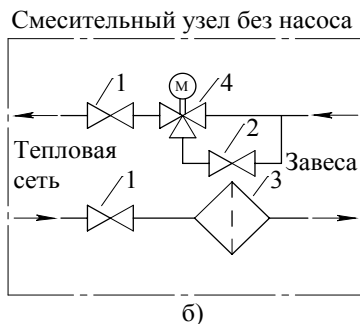 Смесительный узел без насоса
1
М
4
2
Тепловая
сеть
Завеса
1
3
б)